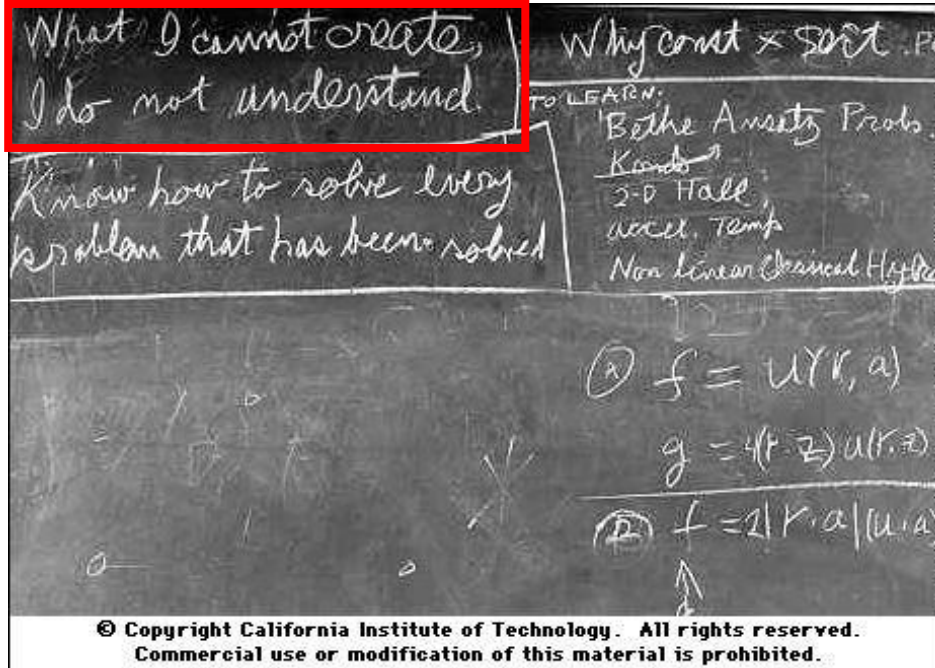 What I cannot create,
I do not understand.
Know how to solve every
problem that has been solved
Why const × sort . P
TO LEARN:
Bethe Ansatz Probs.
Kondo
2-D Hall
accel. Temp
Non Linear Classical Hydro
f = u(r, a)
g = 4(r·z) u(r,z)
f = 2|r·a|(u·a)
© Copyright California Institute of Technology. All rights reserved.
Commercial use or modification of this material is prohibited.